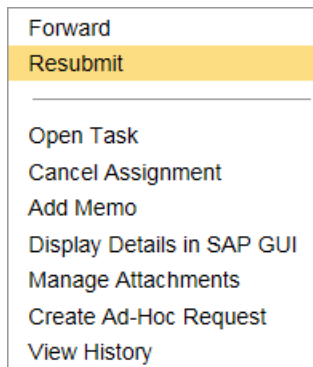 Forward
Resubmit
Open Task
Cancel Assignment
Add Memo
Display Details in SAP GUI
Manage Attachments
Create Ad-Hoc Request
View History